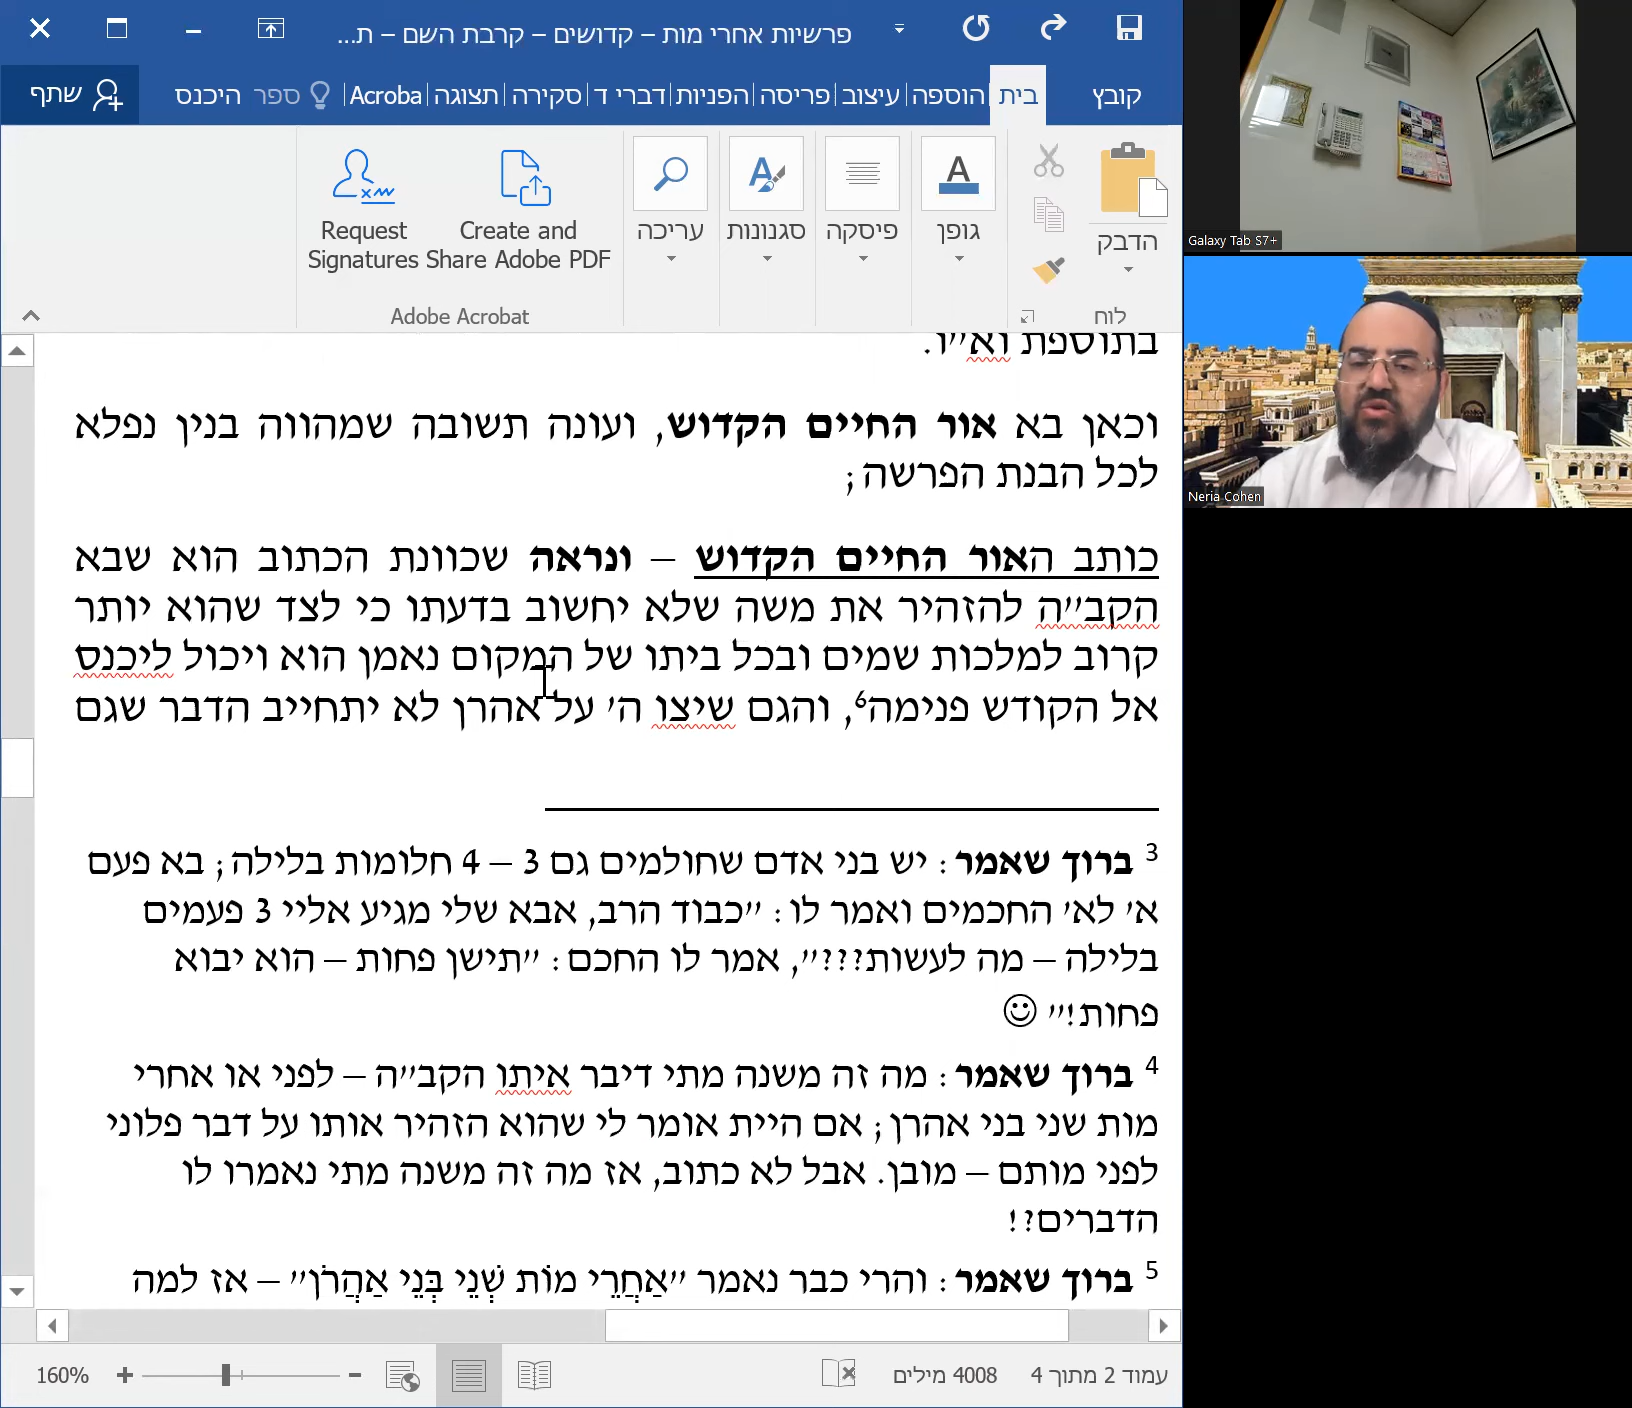 פרשיות אחרי מות – קדושים – קרבת השם – ת...
קובץ
בית
הוספה
עיצוב
פריסה
הפניות
דברי ד
סקירה
תצוגה
Acroba
ספר
היכנס
שתף
הדבק
גופן
פיסקה
סגנונות
עריכה
Create and
Share Adobe PDF
Request
Signatures
לוח
Adobe Acrobat
בתוספת וא"ו.
וכאן בא אור החיים הקדוש, ועונה תשובה שמהווה בנין נפלא
לכל הבנת הפרשה;
כותב האור החיים הקדוש – ונראה שכוונת הכתוב הוא שבא
הקב"ה להזהיר את משה שלא יחשוב בדעתו כי לצד שהוא יותר
קרוב למלכות שמים ובכל ביתו של המקום נאמן הוא ויכול ליכנס
אל הקודש פנימה6, והגם שיצו ה' על אהרן לא יתחייב הדבר שגם
3 ברוך שאמר: יש בני אדם שחולמים גם 3 – 4 חלומות בלילה; בא פעם
א' לא' החכמים ואמר לו: "כבוד הרב, אבא שלי מגיע אליי 3 פעמים
בלילה – מה לעשות???", אמר לו החכם: "תישן פחות – הוא יבוא
פחות!" ☺
4 ברוך שאמר: מה זה משנה מתי דיבר איתו הקב"ה – לפני או אחרי
מות שני בני אהרן; אם היית אומר לי שהוא הזהיר אותו על דבר פלוני
לפני מותם – מובן. אבל לא כתוב, אז מה זה משנה מתי נאמרו לו
הדברים?!
5 ברוך שאמר: והרי כבר נאמר "אַחֲרֵי מוֹת שְׁנֵי בְּנֵי אַהֲרֹן" – אז למה
עמוד 2 מתוך 4
4008 מילים
160%
Galaxy Tab S7+
Neria Cohen